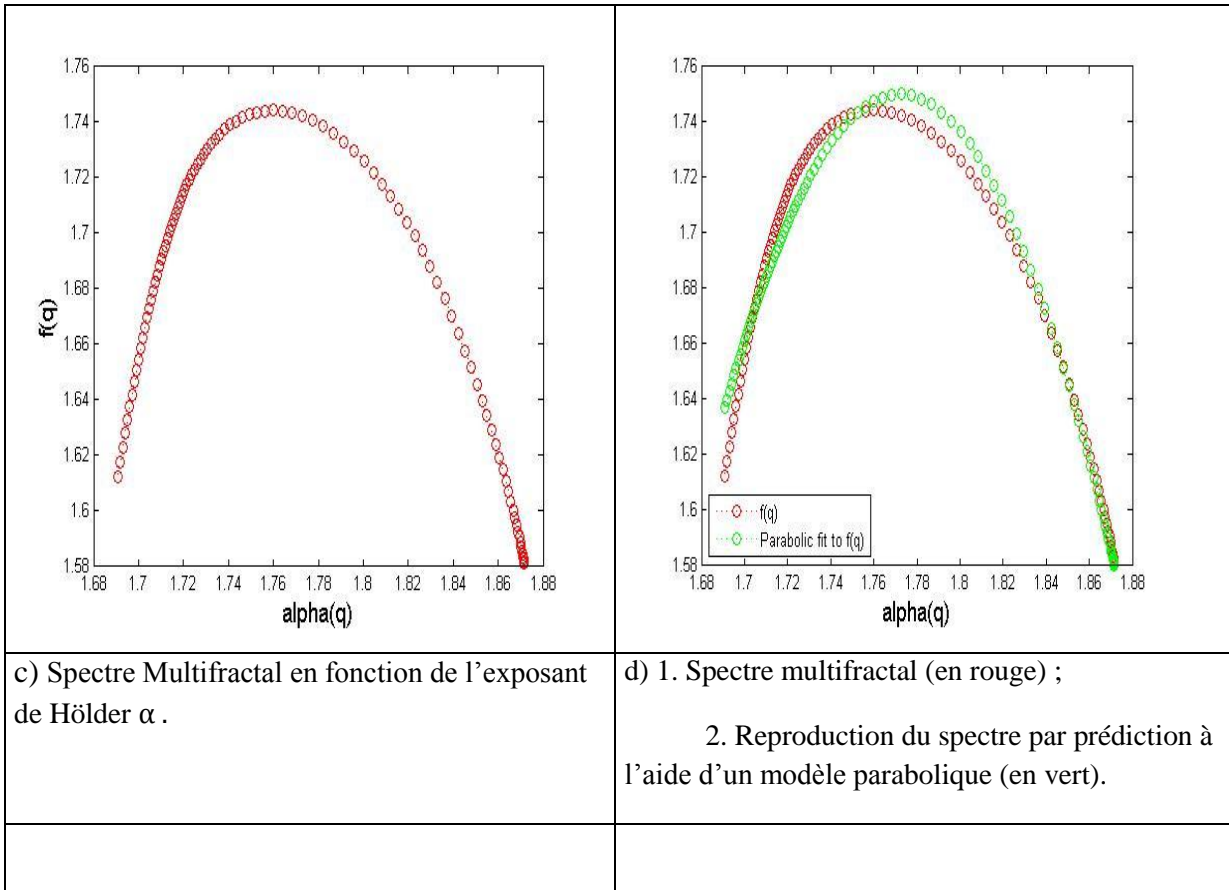 1.76
1.74
1.72
1.7
1.68
1.66
1.64
1.62
1.6
1.58
f(q)
1.68 1.7 1.72 1.74 1.76 1.78 1.8 1.82 1.84 1.86 1.88
alpha(q)
1.76
1.74
1.72
1.7
1.68
1.66
1.64
1.62
1.6
1.58
f(q)
Parabolic fit to f(q)
1.68 1.7 1.72 1.74 1.76 1.78 1.8 1.82 1.84 1.86 1.88
alpha(q)
c) Spectre Multifractal en fonction de l’exposant
de Hölder α .
d) 1. Spectre multifractal (en rouge) ;
2. Reproduction du spectre par prédiction à
l’aide d’un modèle parabolique (en vert).